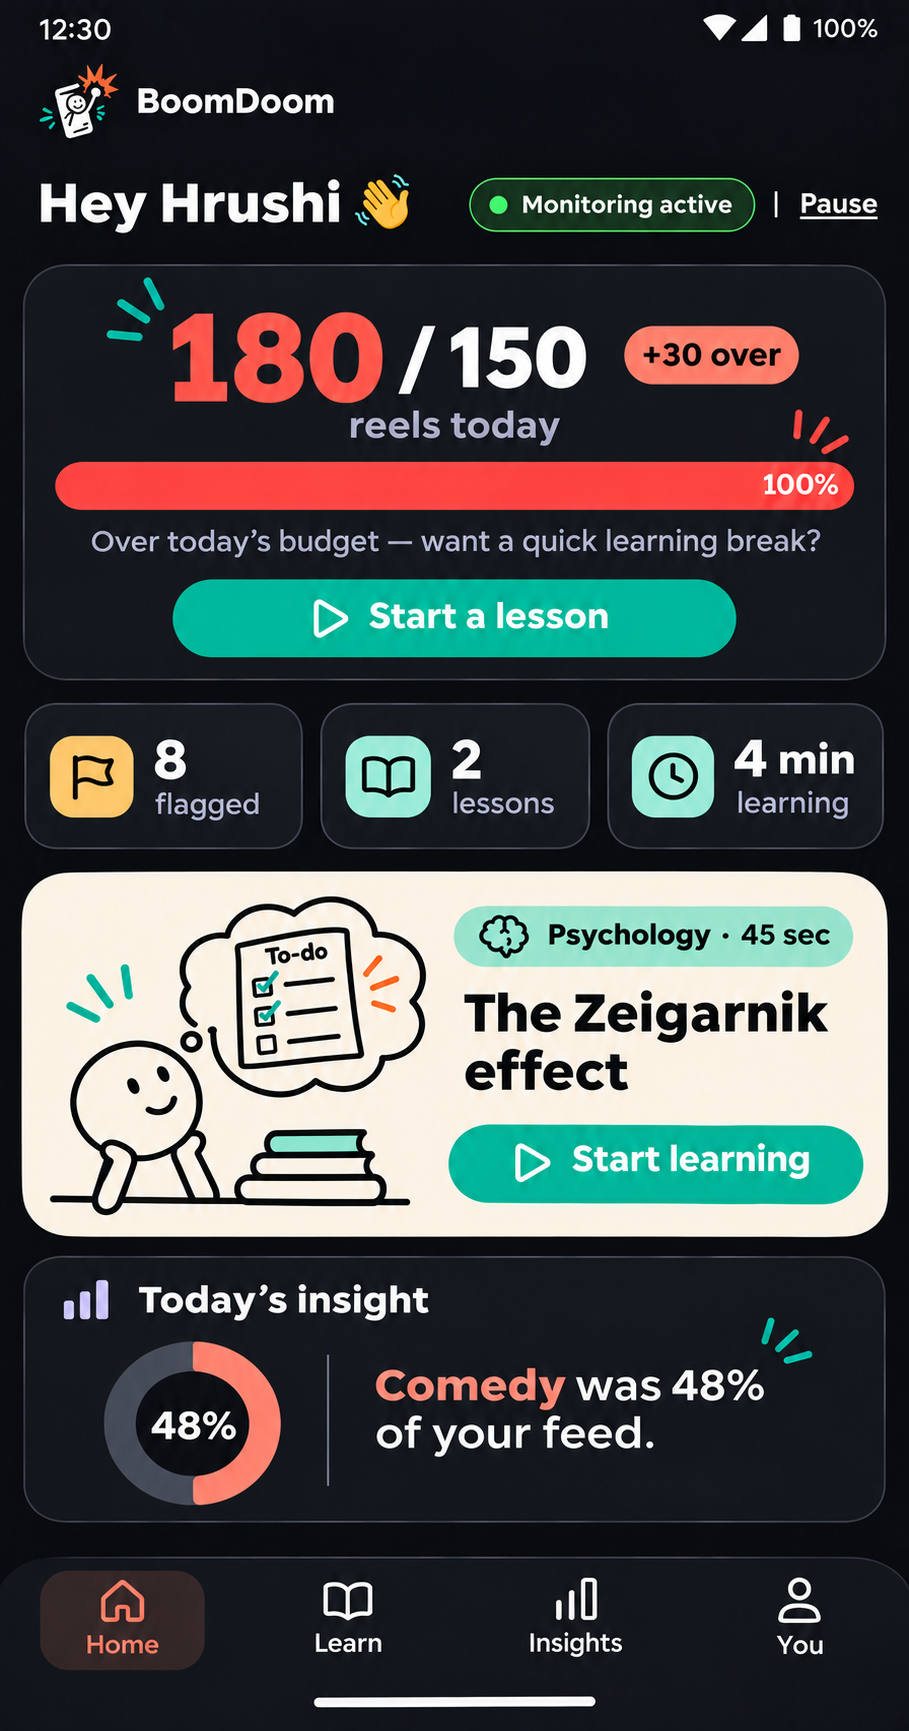 12:30
100%
BoomDoom
Hey Hrushi 👋
Monitoring active | Pause
180 / 150
+30 over
reels today
100%
Over today’s budget — want a quick learning break?
Start a lesson
8
flagged
2
lessons
4 min
learning
To-do
Psychology · 45 sec
The Zeigarnik
effect
Start learning
Today’s insight
48%
Comedy was 48%
of your feed.
Home
Learn
Insights
You